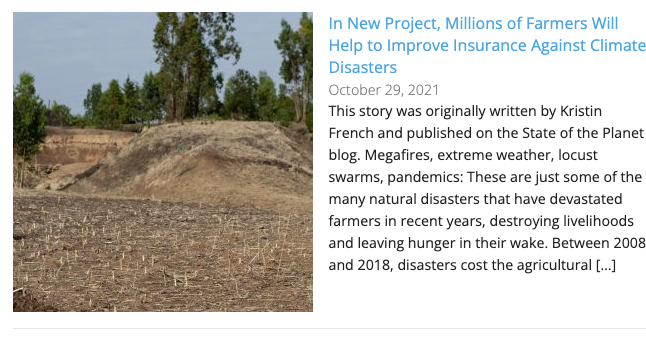 In New Project, Millions of Farmers Will
Help to Improve Insurance Against Climate
Disasters
October 29, 2021
This story was originally written by Kristin
French and published on the State of the Planet
blog. Megafires, extreme weather, locust
swarms, pandemics: These are just some of the
many natural disasters that have devastated
farmers in recent years, destroying livelihoods
and leaving hunger in their wake. Between 2008
and 2018, disasters cost the agricultural [...]